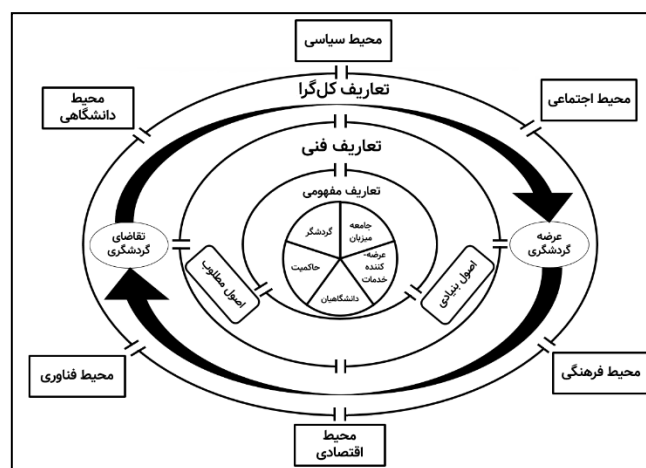 محیط سیاسی
محیط اجتماعی
محیط
دانشگاهی
تعاریف کل‌گرا
تعاریف فنی
تعاریف مفهومی
جامعه
میزبان
گردشگر
عرضه-
کننده
خدمات
حاکمیت
دانشگاهیان
عرضه
گردشگری
تقاضای
گردشگری
اصول بنیادی
اصول مطلوب
محیط فرهنگی
محیط فناوری
محیط
اقتصادی